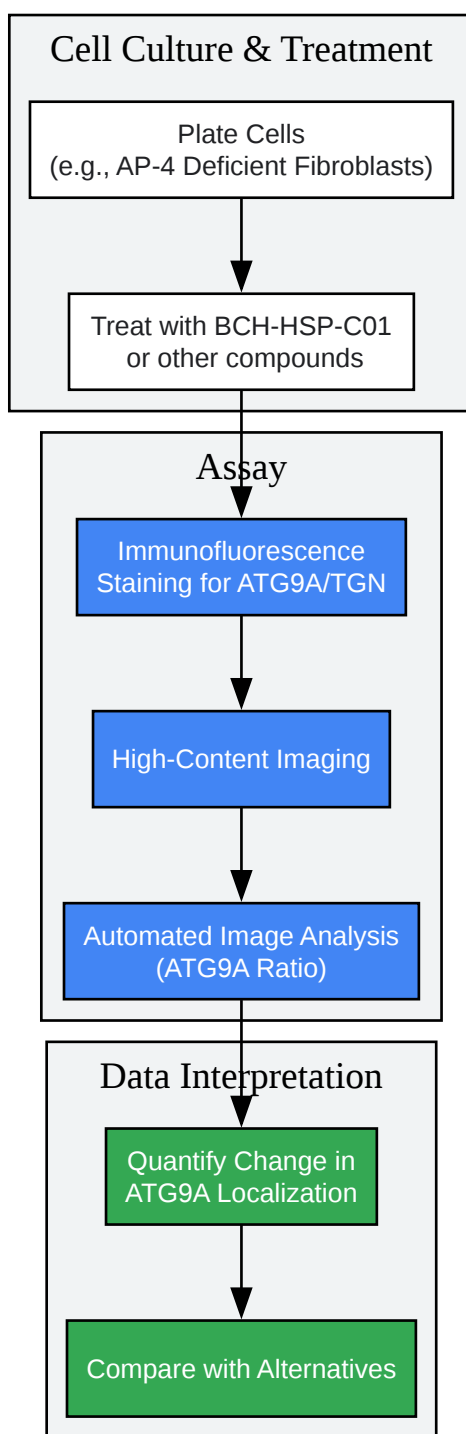 Cell Culture & Treatment
Plate Cells
(e.g., AP-4 Deficient Fibroblasts)
Treat with BCH-HSP-C01
or other compounds
Assay
Immunofluorescence
Staining for ATG9A/TGN
High-Content Imaging
Automated Image Analysis
(ATG9A Ratio)
Data Interpretation
Quantify Change in
ATG9A Localization
Compare with Alternatives